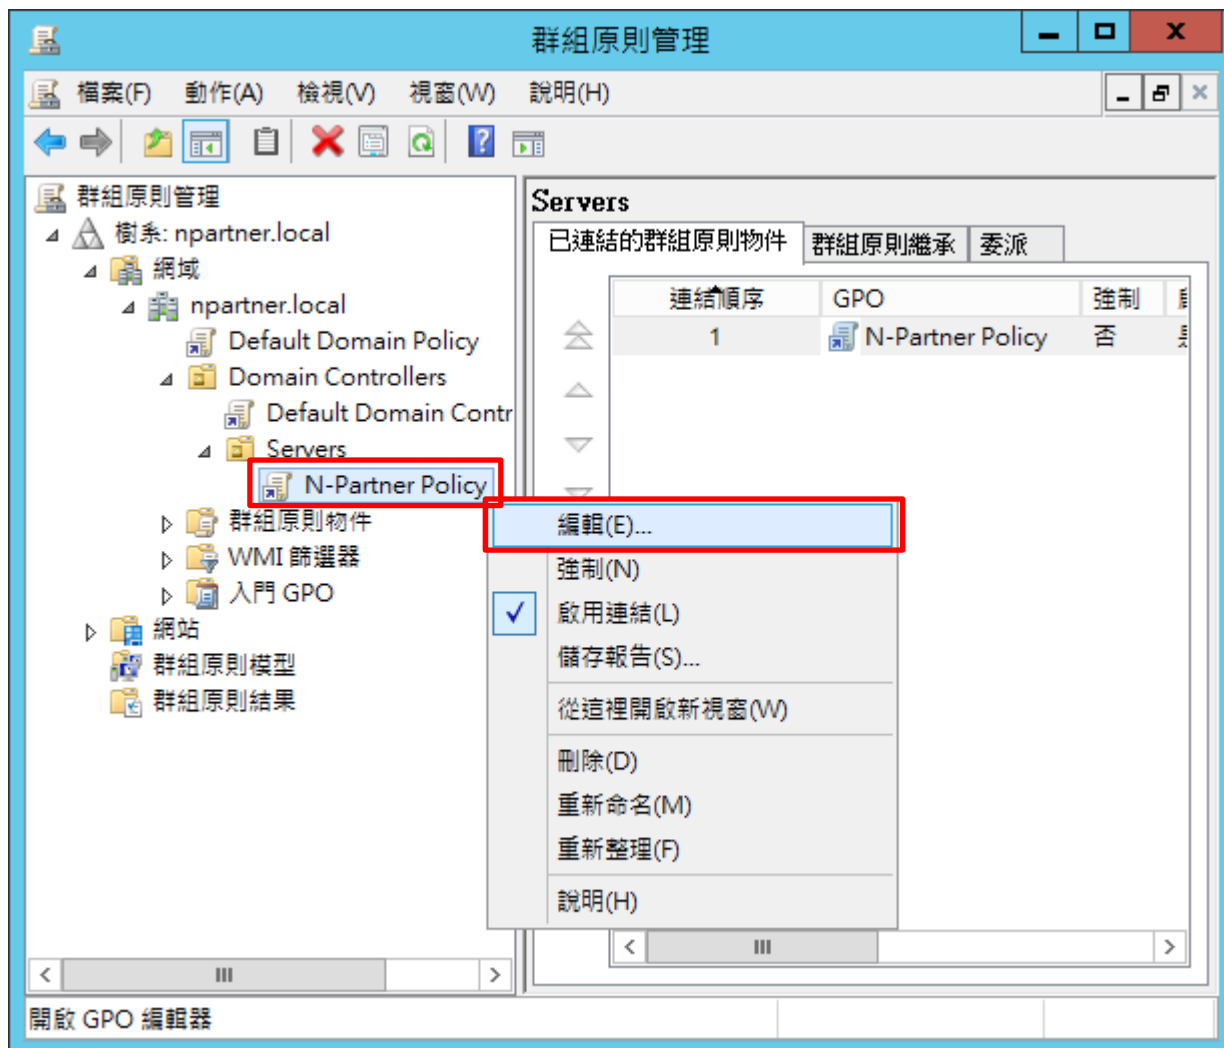 群組原則管理
檔案(F) 動作(A) 檢視(V) 視窗(W) 說明(H)
群組原則管理
樹系: npartner.local
網域
npartner.local
Default Domain Policy
Domain Controllers
Default Domain Contr
Servers
N-Partner Policy
群組原則物件
WMI 篩選器
入門 GPO
網站
群組原則模型
群組原則結果
Servers
已連結的群組原則物件 群組原則繼承 委派
連結順序 GPO 強制
1 N-Partner Policy 否
編輯(E)...
強制(N)
啟用連結(L)
儲存報告(S)...
從這裡開啟新視窗(W)
刪除(D)
重新命名(M)
重新整理(F)
說明(H)
開啟 GPO 編輯器